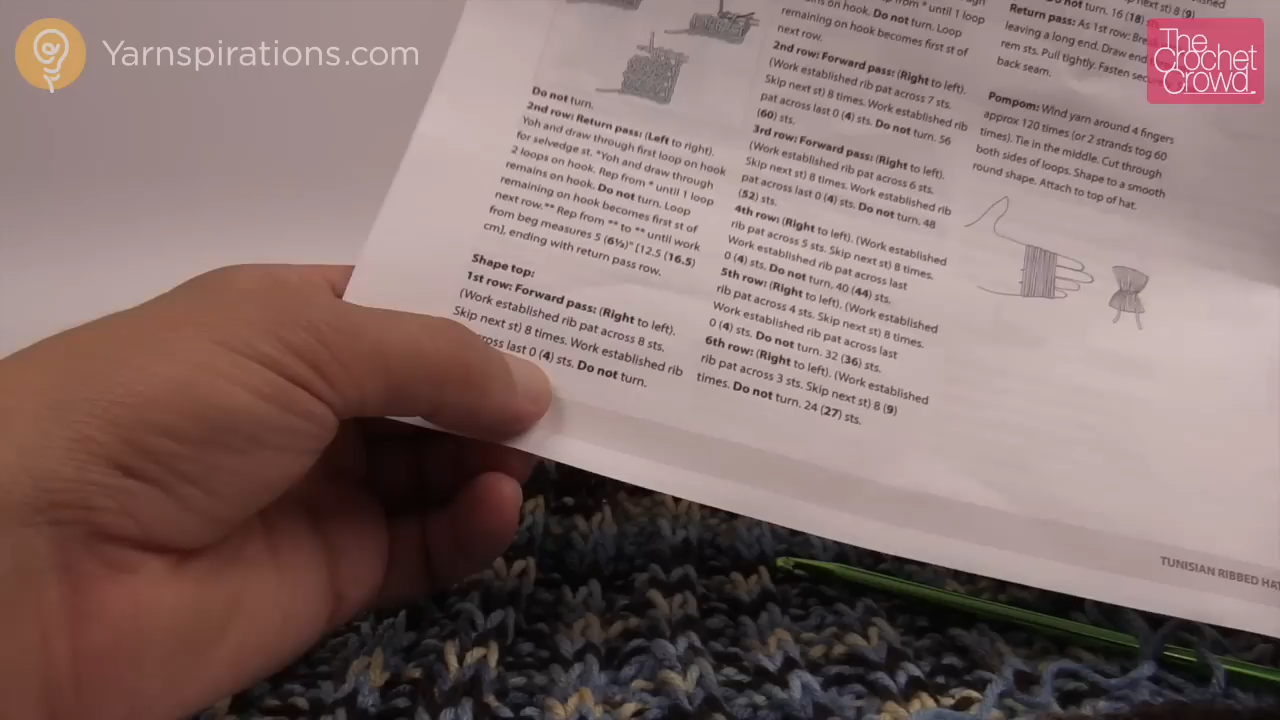 Yarnspirations.com
The
Crochet
Crowd
Do not turn.
2nd row: Return pass: (Left to right).
Yoh and draw through first loop on hook
for selvedge st. *Yoh and draw through
2 loops on hook. Rep from * until 1 loop
remains on hook. Do not turn. Loop
remaining on hook becomes first st of
next row.** Rep from ** to ** until work
from beg measures 5 (6½)" [12.5 (16.5)
cm], ending with return pass row.
Shape top:
1st row: Forward pass: (Right to left).
(Work established rib pat across 8 sts.
Skip next st) 8 times. Work established rib
last 0 (4) sts. Do not turn.
from * until 1 loop
on hook. Do not turn. Loop
remaining on hook becomes first st of
next row.
2nd row: Forward pass: (Right to left).
(Work established rib pat across 7 sts.
Skip next st) 8 times. Work established rib
pat across last 0 (4) sts. Do not turn. 56
(60) sts.
3rd row: Forward pass: (Right to left).
(Work established rib pat across 6 sts.
Skip next st) 8 times. Work established rib
pat across last 0 (4) sts. Do not turn. 48
(52) sts.
4th row: (Right to left). (Work established
rib pat across 5 sts. Skip next st) 8 times.
Work established rib pat across last
0 (4) sts. Do not turn. 40 (44) sts.
5th row: (Right to left). (Work established
rib pat across 4 sts. Skip next st) 8 times.
Work established rib pat across last
0 (4) sts. Do not turn. 32 (36) sts.
6th row: (Right to left). (Work established
rib pat across 3 sts. Skip next st) 8 (9)
times. Do not turn. 24 (27) sts.
next st) 8 (9)
not turn. 16 (18)
Return pass: As 1st row:
leaving a long end. Draw end
rem sts. Pull tightly. Fasten
back seam.
Pompom: Wind yarn around 4 fingers
approx 120 times (or 2 strands tog 60
times). Tie in the middle. Cut through
both sides of loops. Shape to a smooth
round shape. Attach to top of hat.
TUNISIAN RIBBED